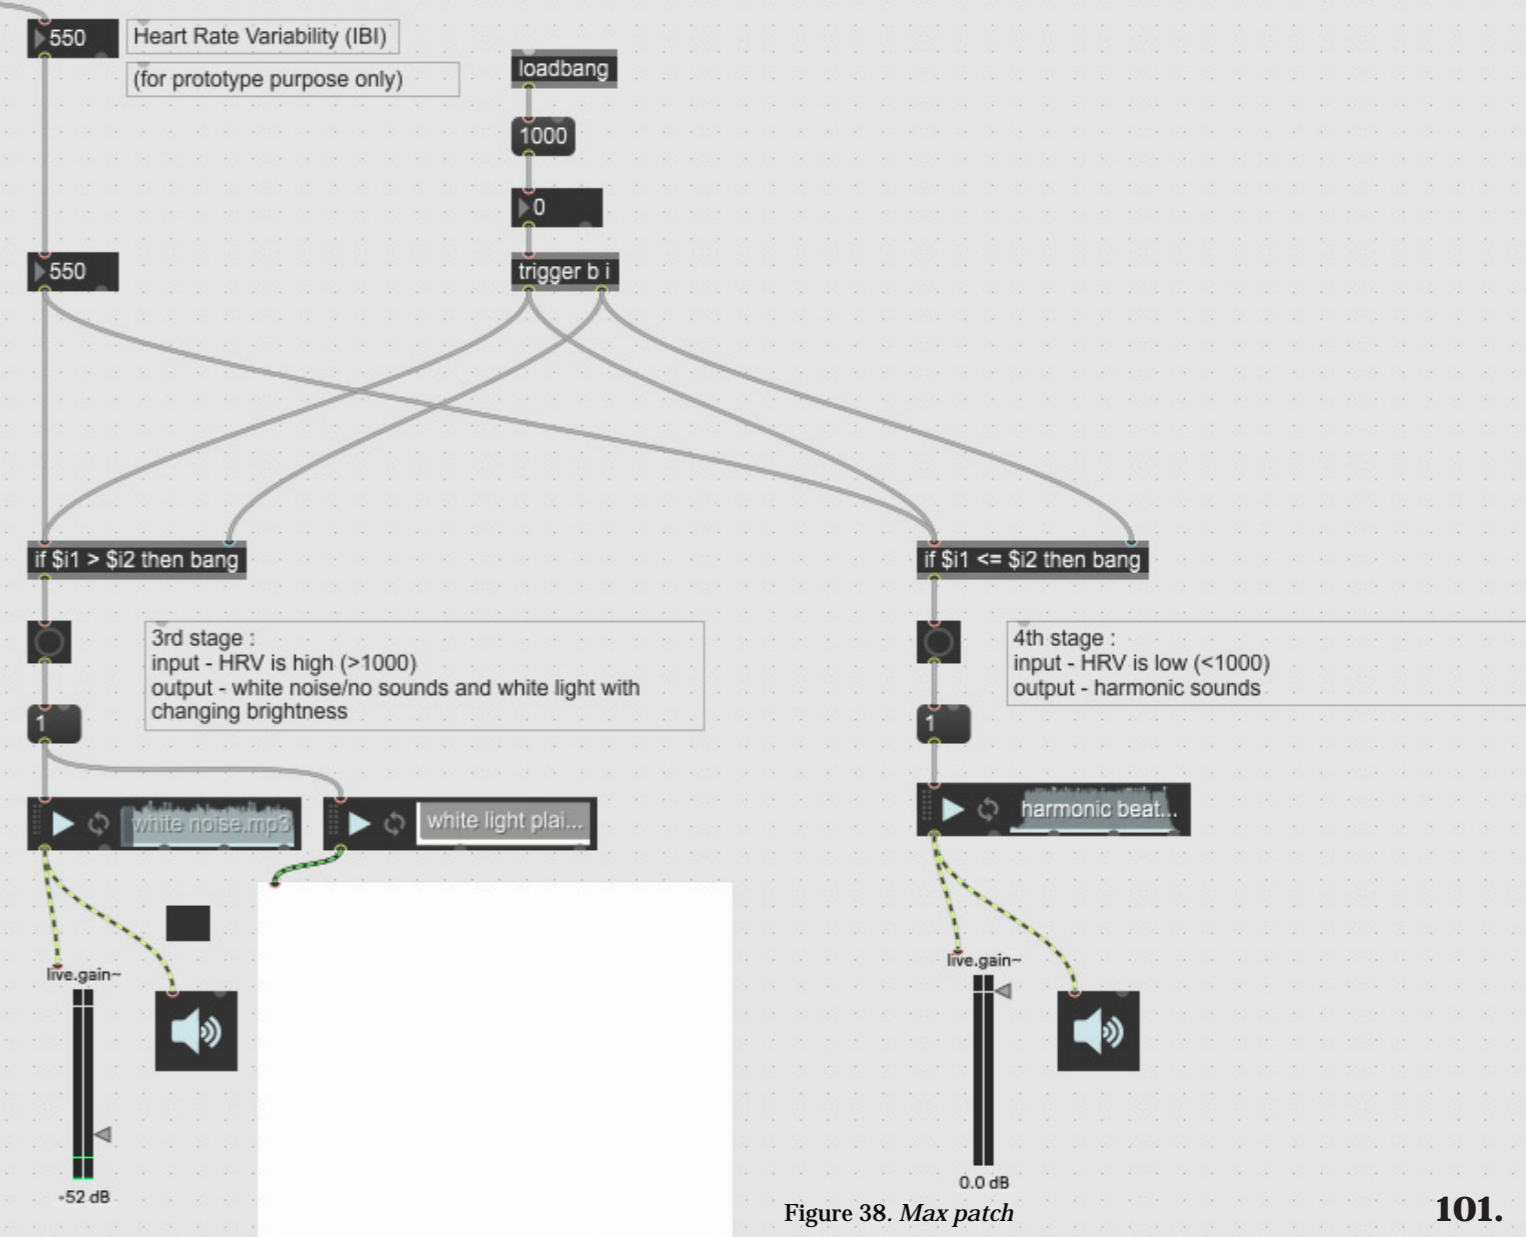 550
Heart Rate Variability (IBI)
(for prototype purpose only)
loadbang
1000
0
550
trigger b i
if $i1 > $i2 then bang
if $i1 <= $i2 then bang
3rd stage :
input - HRV is high (>1000)
output - white noise/no sounds and white light with
changing brightness
4th stage :
input - HRV is low (<1000)
output - harmonic sounds
1
1
white noise.mp3
white light plai...
harmonic beat...
live.gain~
-52 dB
live.gain~
0.0 dB
Figure 38. Max patch
101.